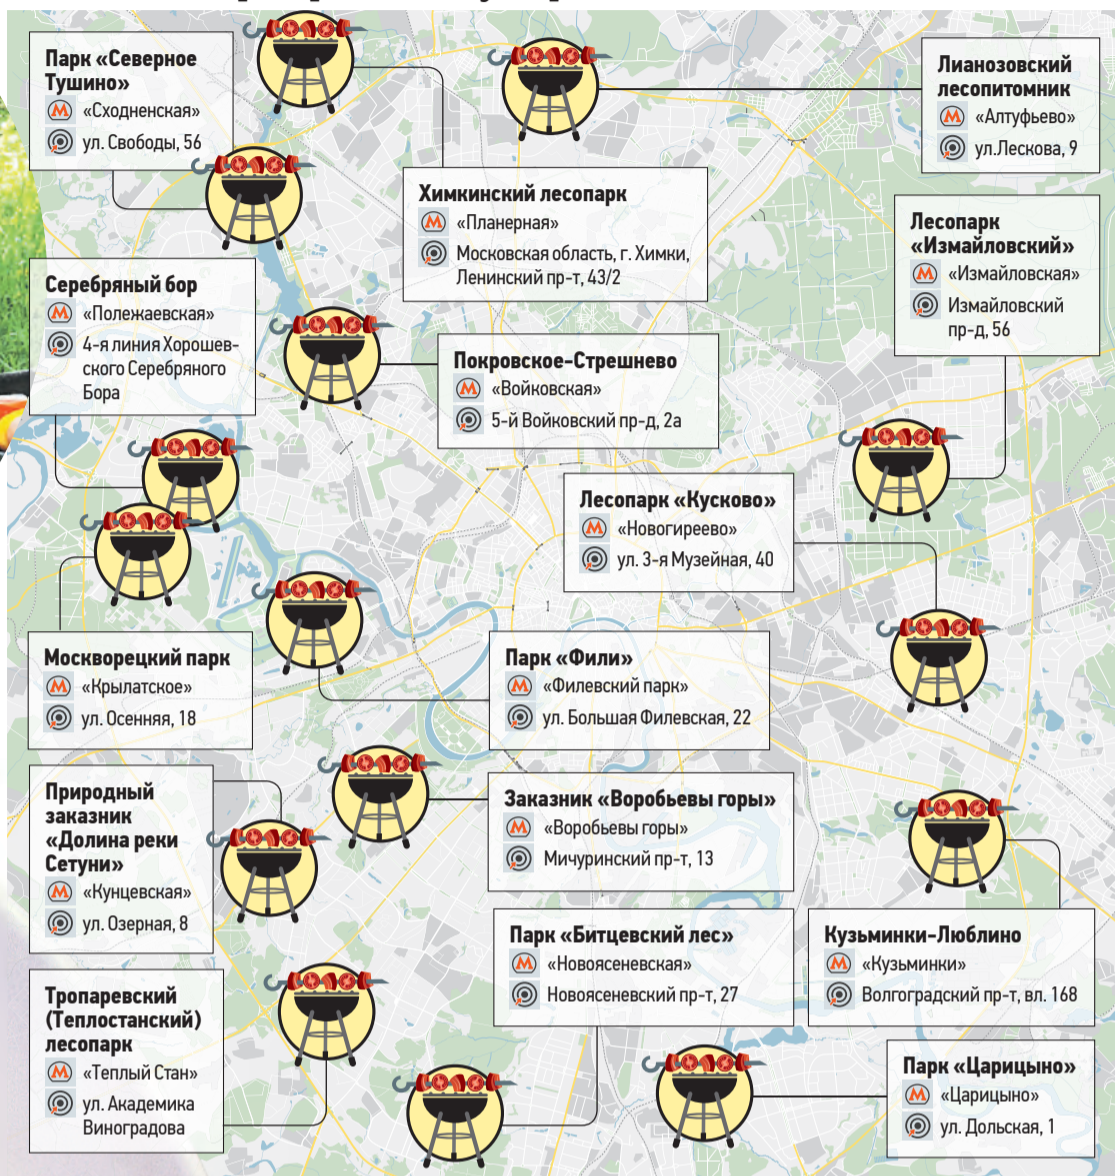 Парк «Северное
Тушино»
«Сходненская»
ул. Свободы, 56
Лианозовский
лесопитомник
«Алтуфьево»
ул.Лескова, 9
Химкинский лесопарк
«Планерная»
Московская область, г. Химки,
Ленинский пр-т, 43/2
Лесопарк
«Измайловский»
«Измайловская»
Измайловский
пр-д, 56
Серебряный бор
«Полежаевская»
4-я линия Хорошев-
ского Серебряного
Бора
Покровское-Стрешнево
«Войковская»
5-й Войковский пр-д, 2а
Лесопарк «Кусково»
«Новогиреево»
ул. 3-я Музейная, 40
Москворецкий парк
«Крылатское»
ул. Осенняя, 18
Парк «Фили»
«Филевский парк»
ул. Большая Филевская, 22
Природный
заказник
«Долина реки
Сетуни»
«Кунцевская»
ул. Озерная, 8
Заказник «Воробьевы горы»
«Воробьевы горы»
Мичуринский пр-т, 13
Парк «Битцевский лес»
«Новоясеневская»
Новоясеневский пр-т, 27
Кузьминки-Люблино
«Кузьминки»
Волгоградский пр-т, вл. 168
Тропаревский
(Теплостанский)
лесопарк
«Теплый Стан»
ул. Академика
Виноградова
Парк «Царицыно»
«Царицыно»
ул. Дольская, 1